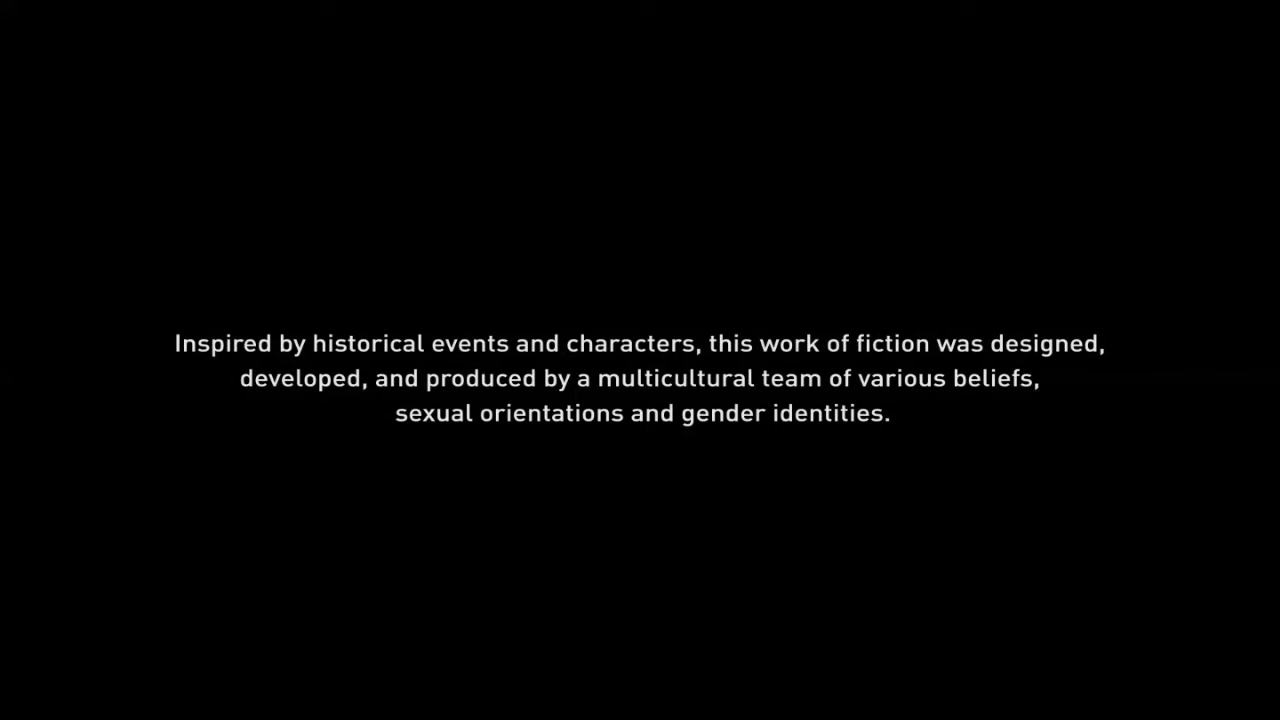 Inspired by historical events and characters, this work of fiction was designed,
developed, and produced by a multicultural team of various beliefs,
sexual orientations and gender identities.